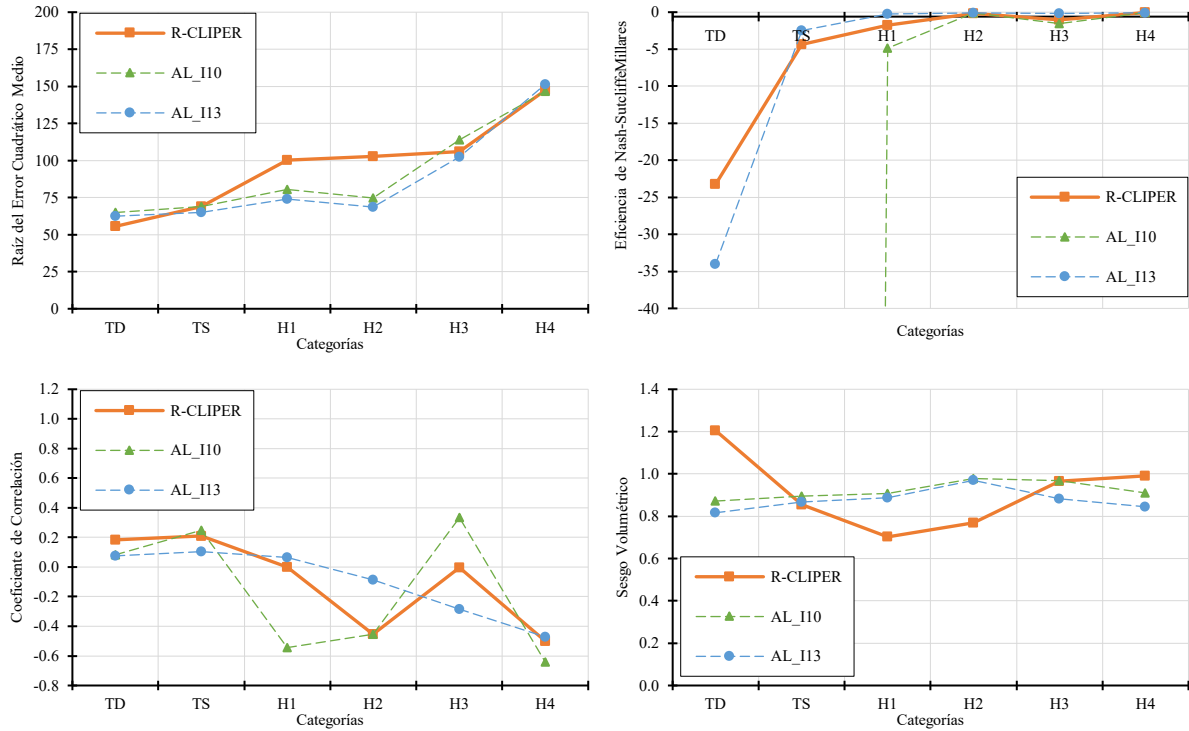 200
175
150
125
100
75
50
25
0
Raíz del Error Cuadrático Medio
R-CLIPER
AL_I10
AL_I13
TD TS H1 H2 H3 H4
Categorías
0
-5
-10
-15
-20
-25
-30
-35
-40
Eficiencia de Nash-SutcliffeMillares
TD TS H1 H2 H3 H4
R-CLIPER
AL_I10
AL_I13
Categorías
1.2
1.0
0.8
0.6
0.4
0.2
0.0
-0.2
-0.4
-0.6
-0.8
Coeficiente de Correlación
R-CLIPER
AL_I10
AL_I13
TD TS H1 H2 H3 H4
Categorías
1.4
1.2
1.0
0.8
0.6
0.4
0.2
0.0
Sesgo Volumétrico
R-CLIPER
AL_I10
AL_I13
TD TS H1 H2 H3 H4
Categorías